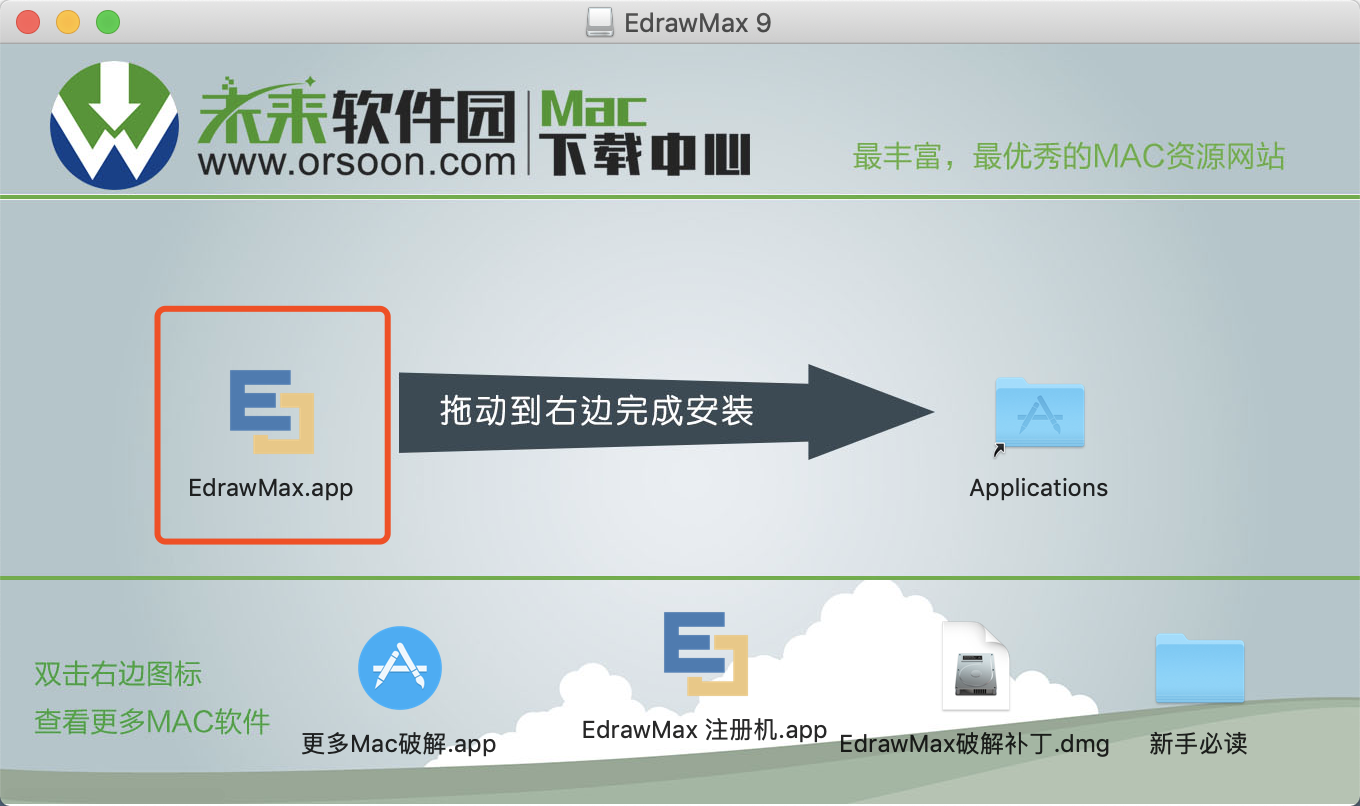 EdrawMax 9
未来软件园
www.orsoon.com
Mac
下载中心
最丰富，最优秀的MAC资源网站
拖动到右边完成安装
EdrawMax.app
Applications
双击右边图标
查看更多MAC软件
更多Mac破解.app
EdrawMax 注册机.app
EdrawMax破解补丁.dmg
新手必读